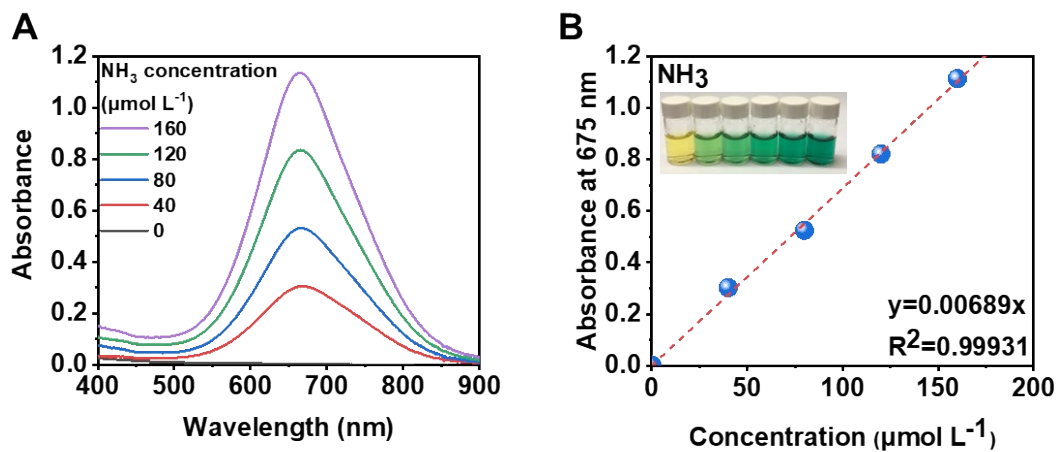 A
NH3 concentration
(µmol L-1)
160
120
80
40
0
1.2
1.0
0.8
0.6
0.4
0.2
0.0
Absorbance
400 500 600 700 800 900
Wavelength (nm)
B
NH3
1.2
1.0
0.8
0.6
0.4
0.2
0.0
Absorbance at 675 nm
y=0.00689x
R2=0.99931
0 50 100 150 200
Concentration (µmol L-1)